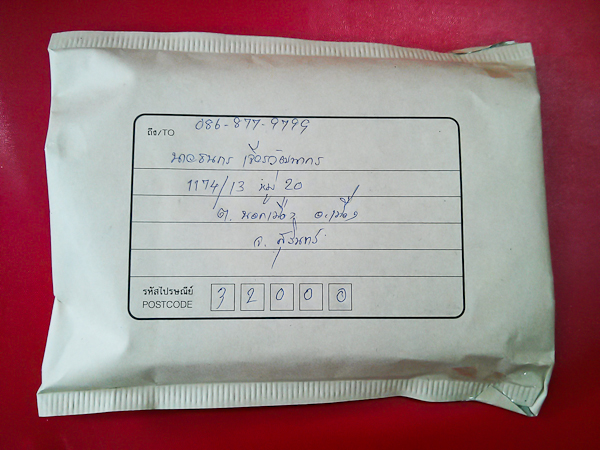 086-877-9799
ถึง/TO
1174/13 หมู่ 20
ต. นอกเมือง อ.เมือง
จ. สุรินทร์
รหัสไปรษณีย์
POSTCODE 3 2 0 0 0